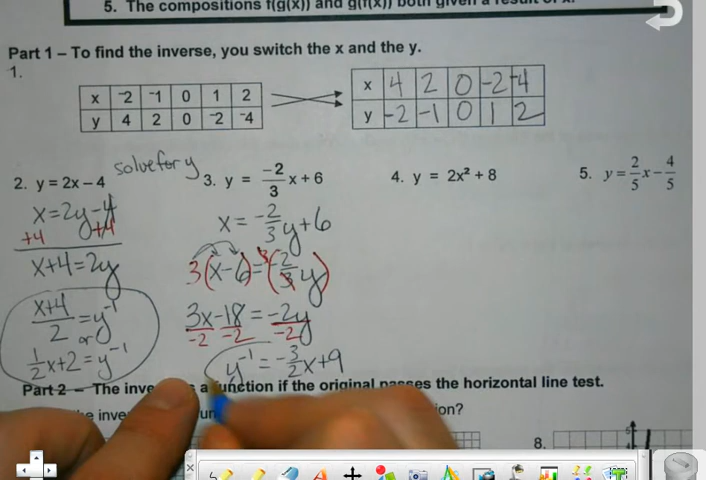 5. The compositions f(g(x)) and g(f(x)) both given a result of x.
Part 1 – To find the inverse, you switch the x and the y.
1.
x -2 -1 0 1 2
y 4 2 0 -2 -4
x 4 2 0 -2 -4
y -2 -1 0 1 2
solve for y
2. y = 2x – 4
x = 2y - 4
+4 +4
x+4 = 2y
x+4/2 = y⁻¹
or
1/2x+2 = y⁻¹
3. y = -2/3 x + 6
x = -2/3 y + 6
3(x-6) = 3(-2/3 y)
3x-18 = -2y
-2 -2 -2
y⁻¹ = -3/2 x + 9
4. y = 2x² + 8
5. y = 2/5 x - 4/5
Part 2 – The inve a function if the original passes the horizontal line test.
e inve un ion?
8.